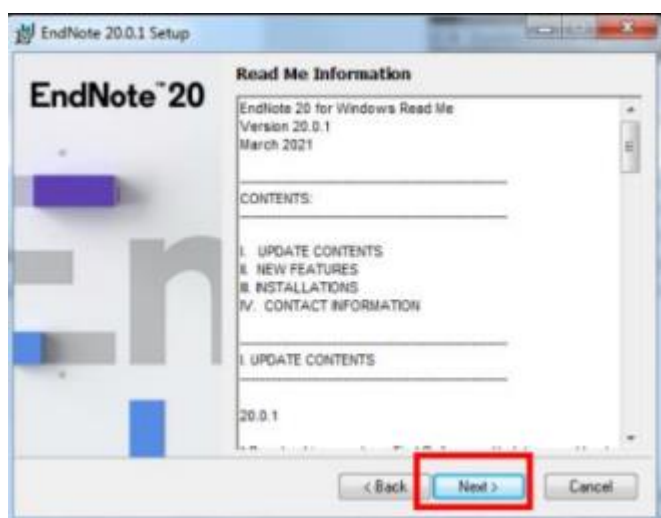 EndNote 20.0.1 Setup
EndNote™20
Read Me Information
EndNote 20 for Windows Read Me
Version 20.0.1
March 2021
CONTENTS:
I. UPDATE CONTENTS
II. NEW FEATURES
III. INSTALLATIONS
IV. CONTACT INFORMATION
I. UPDATE CONTENTS
20.0.1
< Back
Next >
Cancel
En